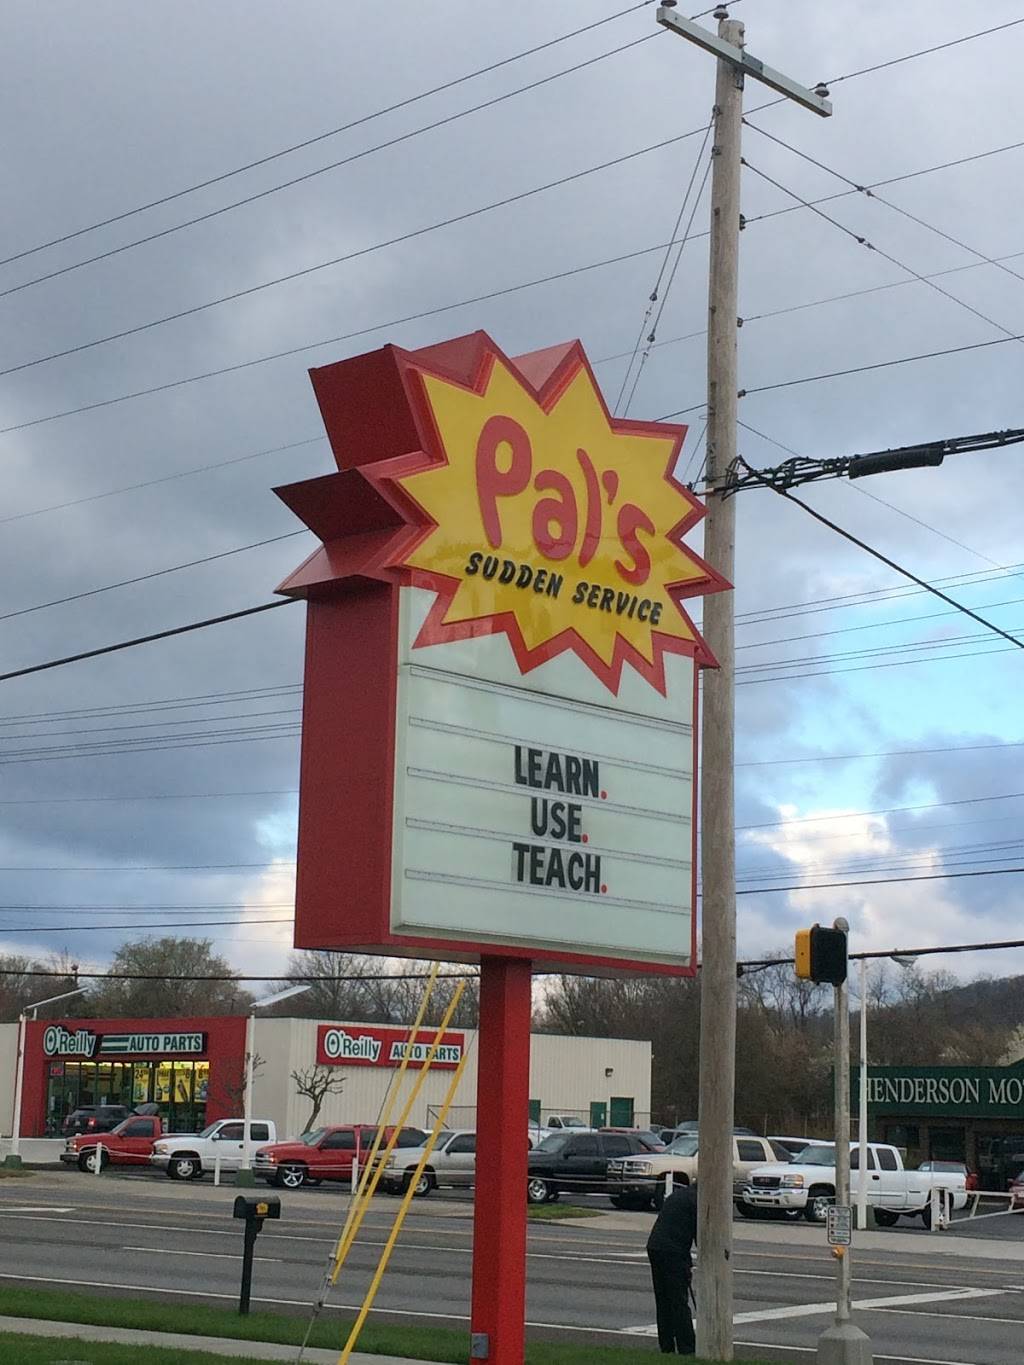 Pal's
SUDDEN SERVICE
LEARN.
USE.
TEACH.
O'Reilly AUTO PARTS
O'Reilly AUTO PARTS
HENDERSON MO